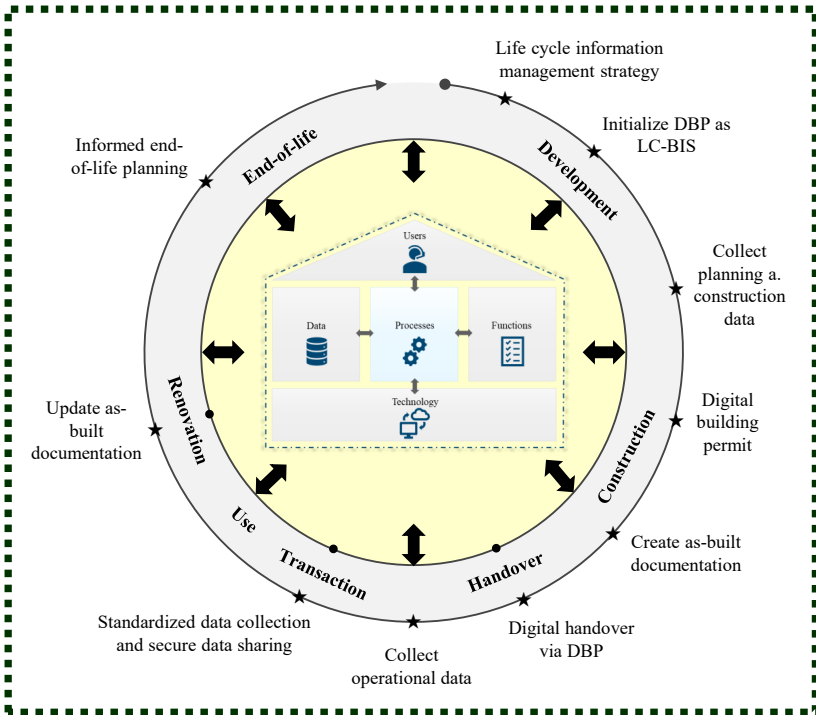 Life cycle information
management strategy
Initialize DBP as
LC-BIS
Collect
planning a.
construction
data
Digital
building
permit
Create as-built
documentation
Digital handover
via DBP
Collect
operational data
Standardized data collection
and secure data sharing
Update as-
built
documentation
Informed end-
of-life planning
Development
Construction
Handover
Transaction
Use
Renovation
End-of-life
Users
Data
Processes
Functions
Technology